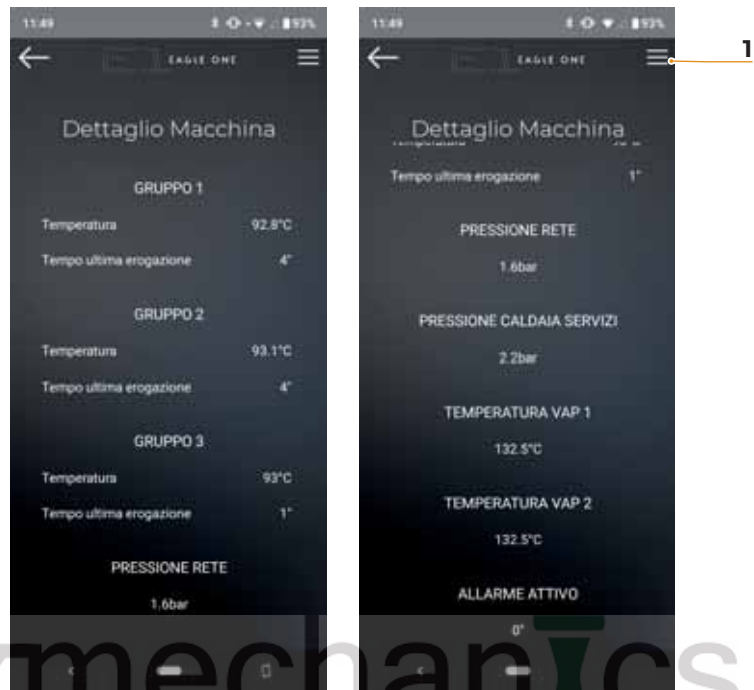 11:49
93%
EAGLE ONE
Dettaglio Macchina
GRUPPO 1
Temperatura 92.8°C
Tempo ultima erogazione 4"
GRUPPO 2
Temperatura 93.1°C
Tempo ultima erogazione 4"
GRUPPO 3
Temperatura 93°C
Tempo ultima erogazione 1"
PRESSIONE RETE
1.6bar
11:49
93%
EAGLE ONE
1
Dettaglio Macchina
Tempo ultima erogazione 1"
PRESSIONE RETE
1.6bar
PRESSIONE CALDAIA SERVIZI
2.2bar
TEMPERATURA VAP 1
132.5°C
TEMPERATURA VAP 2
132.5°C
ALLARME ATTIVO
0"